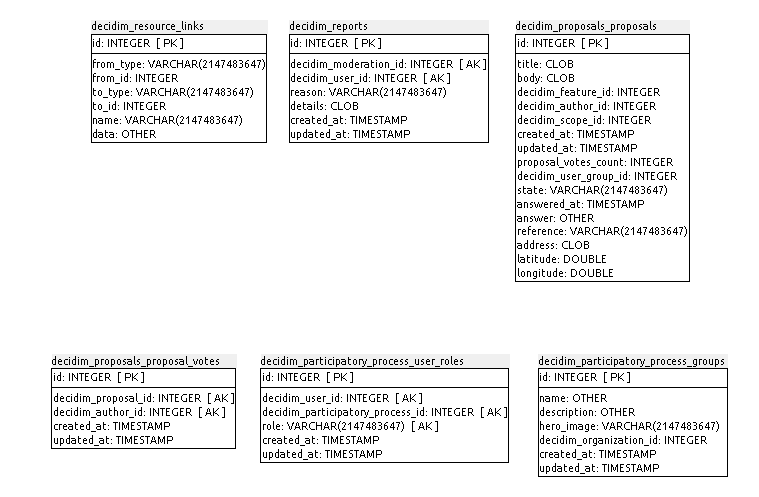 decidim_resource_links
id: INTEGER [ PK ]
from_type: VARCHAR(2147483647)
from_id: INTEGER
to_type: VARCHAR(2147483647)
to_id: INTEGER
name: VARCHAR(2147483647)
data: OTHER
decidim_reports
id: INTEGER [ PK ]
decidim_moderation_id: INTEGER [ AK ]
decidim_user_id: INTEGER [ AK ]
reason: VARCHAR(2147483647)
details: CLOB
created_at: TIMESTAMP
updated_at: TIMESTAMP
decidim_proposals_proposals
id: INTEGER [ PK ]
title: CLOB
body: CLOB
decidim_feature_id: INTEGER
decidim_author_id: INTEGER
decidim_scope_id: INTEGER
created_at: TIMESTAMP
updated_at: TIMESTAMP
proposal_votes_count: INTEGER
decidim_user_group_id: INTEGER
state: VARCHAR(2147483647)
answered_at: TIMESTAMP
answer: OTHER
reference: VARCHAR(2147483647)
address: CLOB
latitude: DOUBLE
longitude: DOUBLE
decidim_proposals_proposal_votes
id: INTEGER [ PK ]
decidim_proposal_id: INTEGER [ AK ]
decidim_author_id: INTEGER [ AK ]
created_at: TIMESTAMP
updated_at: TIMESTAMP
decidim_participatory_process_user_roles
id: INTEGER [ PK ]
decidim_user_id: INTEGER [ AK ]
decidim_participatory_process_id: INTEGER [ AK ]
role: VARCHAR(2147483647) [ AK ]
created_at: TIMESTAMP
updated_at: TIMESTAMP
decidim_participatory_process_groups
id: INTEGER [ PK ]
name: OTHER
description: OTHER
hero_image: VARCHAR(2147483647)
decidim_organization_id: INTEGER
created_at: TIMESTAMP
updated_at: TIMESTAMP